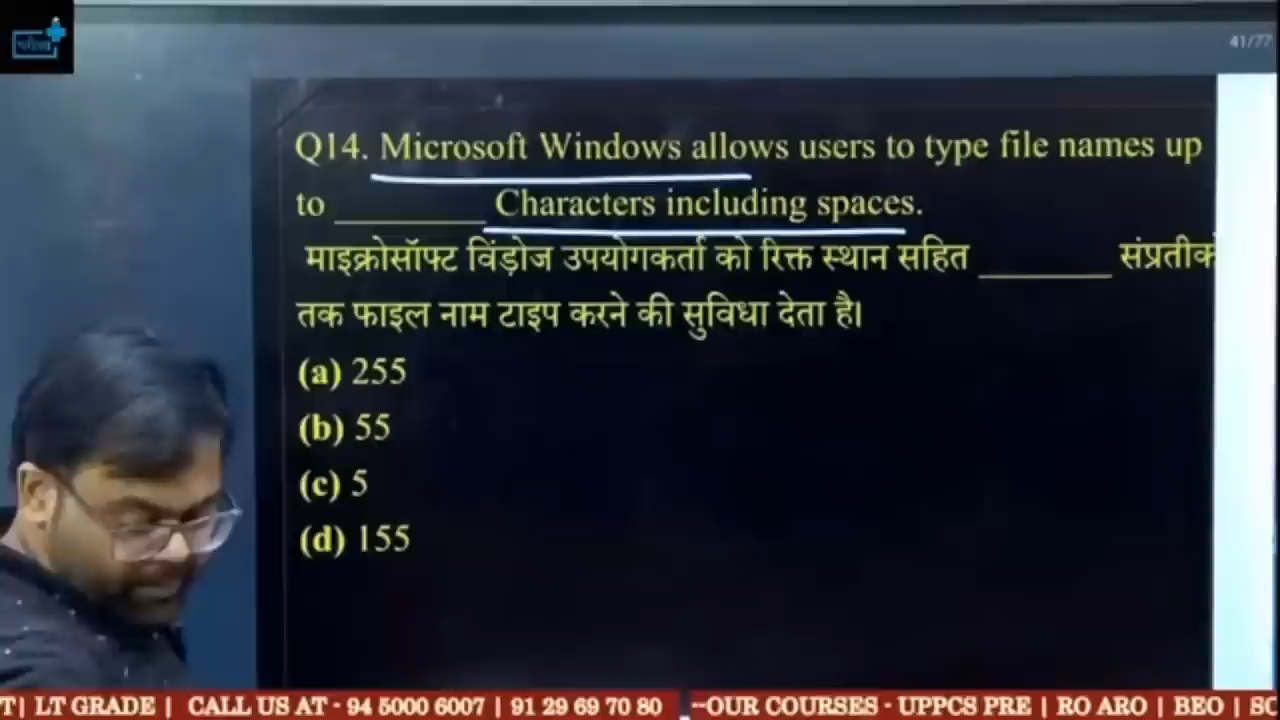 परीक्षा
41/77
Q14. Microsoft Windows allows users to type file names up
to ________ Characters including spaces.
माइक्रोसॉफ्ट विंड़ोज उपयोगकर्ता को रिक्त स्थान सहित _______ संप्रतीकों
तक फाइल नाम टाइप करने की सुविधा देता है।
(a) 255
(b) 55
(c) 5
(d) 155
T| LT GRADE | CALL US AT - 94 5000 6007 | 91 29 69 70 80 --OUR COURSES - UPPCS PRE | RO ARO | BEO | SC